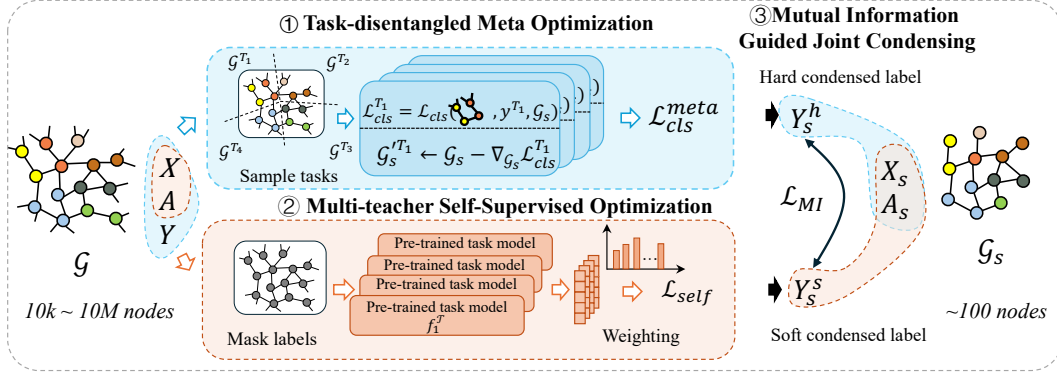 ① Task-disentangled Meta Optimization
③Mutual Information
Guided Joint Condensing
𝒢^{T_1}
𝒢^{T_2}
𝒢^{T_4}
𝒢^{T_3}
Sample tasks
ℒ_{cls}^{T_1} = ℒ_{cls}( , y^{T_1}, 𝒢_s)
𝒢_s'^{T_1} ← 𝒢_s − ∇_{𝒢_s} ℒ_{cls}^{T_1}
)
)
)
ℒ_{cls}^{meta}
Hard condensed label
Y_s^h
X
A
Y
𝒢
10k ~ 10M nodes
② Multi-teacher Self-Supervised Optimization
Mask labels
Pre-trained task model
Pre-trained task model
Pre-trained task model
Pre-trained task model
f_1^𝒯
...
Weighting
ℒ_{self}
ℒ_{MI}
X_s
A_s
Y_s^s
Soft condensed label
𝒢_s
~100 nodes